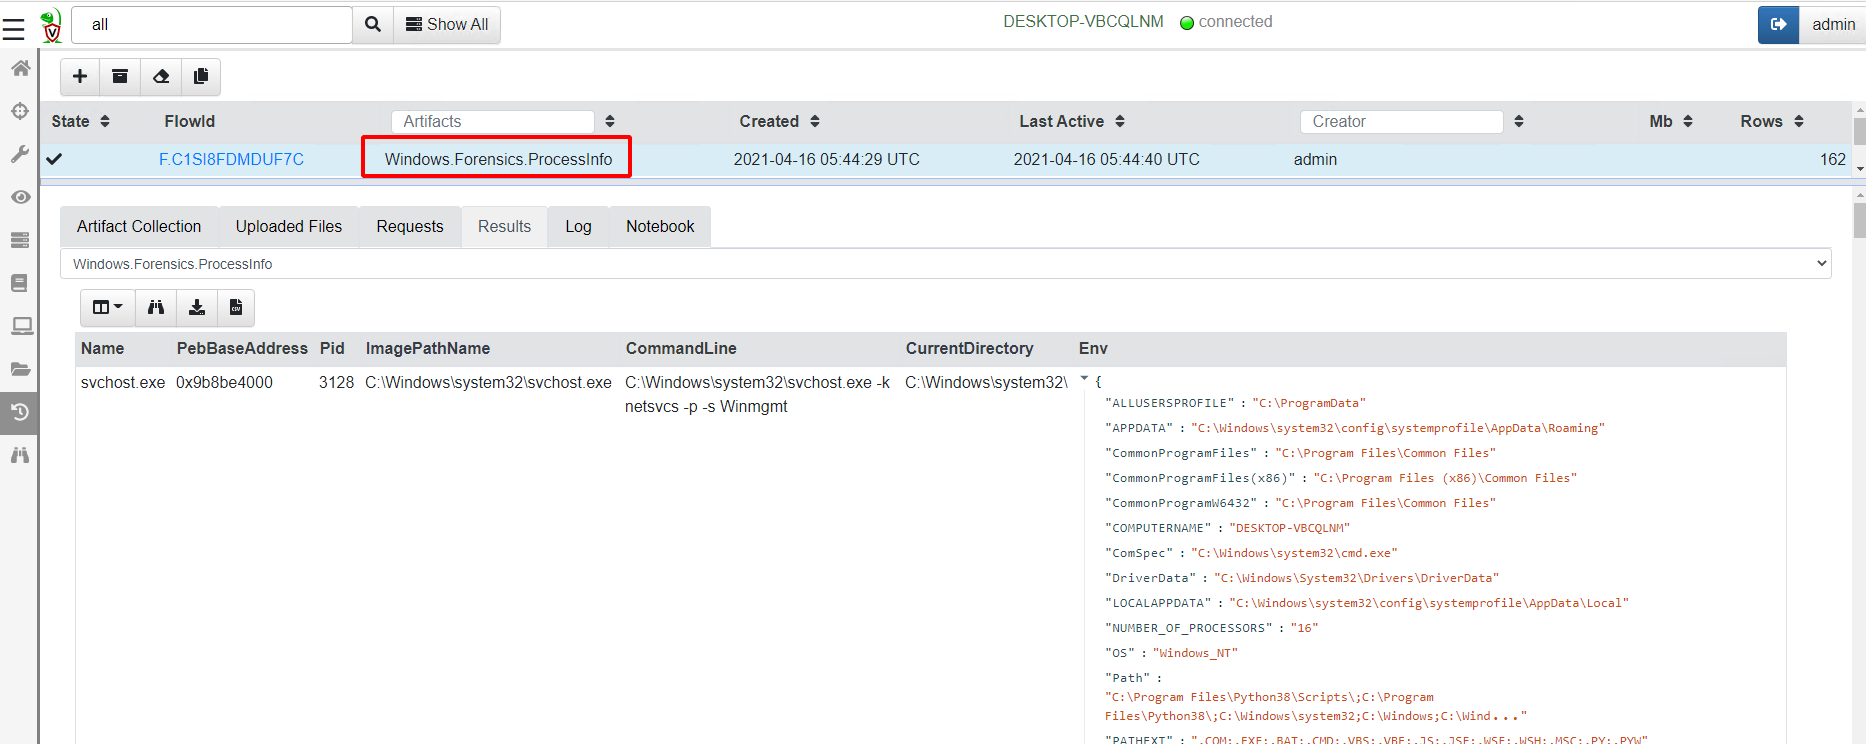 all Show All DESKTOP-VBCQLNM connected admin
State FlowId Artifacts Created Last Active Creator Mb Rows
F.C1SI8FDMDUF7C Windows.Forensics.ProcessInfo 2021-04-16 05:44:29 UTC 2021-04-16 05:44:40 UTC admin 162
Artifact Collection Uploaded Files Requests Results Log Notebook
Windows.Forensics.ProcessInfo
Name PebBaseAddress Pid ImagePathName CommandLine CurrentDirectory Env
svchost.exe 0x9b8be4000 3128 C:\Windows\system32\svchost.exe C:\Windows\system32\svchost.exe -k C:\Windows\system32\ {
netsvcs -p -s Winmgmt
"ALLUSERSPROFILE" : "C:\ProgramData"
"APPDATA" : "C:\Windows\system32\config\systemprofile\AppData\Roaming"
"CommonProgramFiles" : "C:\Program Files\Common Files"
"CommonProgramFiles(x86)" : "C:\Program Files (x86)\Common Files"
"CommonProgramW6432" : "C:\Program Files\Common Files"
"COMPUTERNAME" : "DESKTOP-VBCQLNM"
"ComSpec" : "C:\Windows\system32\cmd.exe"
"DriverData" : "C:\Windows\System32\Drivers\DriverData"
"LOCALAPPDATA" : "C:\Windows\system32\config\systemprofile\AppData\Local"
"NUMBER_OF_PROCESSORS" : "16"
"OS" : "Windows_NT"
"Path" :
"C:\Program Files\Python38\Scripts\;C:\Program
Files\Python38\;C:\Windows\system32;C:\Windows;C:\Wind..."
"PATHEXT" : ".COM;.EXE;.BAT;.CMD;.VBS;.VBE;.JS;.JSE;.WSF;.WSH;.MSC;.PY;.PYW"